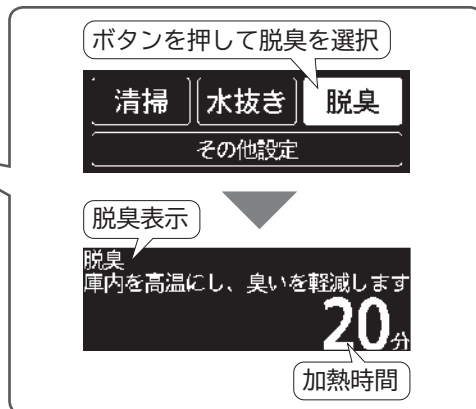 ボタンを押して脱臭を選択
清掃 水抜き 脱臭
その他設定
脱臭表示
脱臭
庫内を高温にし、臭いを軽減します
20分
加熱時間